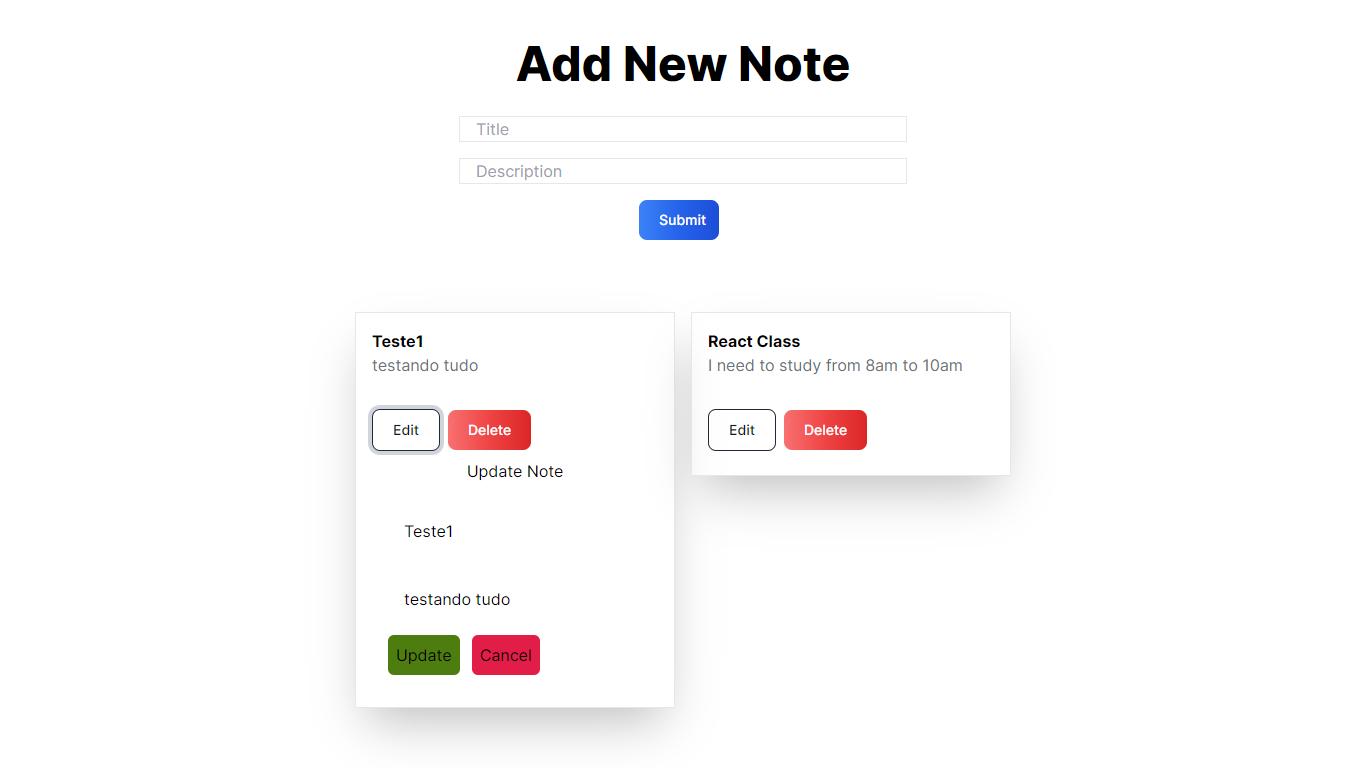 Add New Note
Title
Description
Submit
Teste1
testando tudo
Edit Delete
Update Note
Teste1
testando tudo
Update Cancel
React Class
I need to study from 8am to 10am
Edit Delete